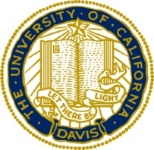 THE UNIVERSITY OF CALIFORNIA
LET THERE BE
LIGHT
DAVIS